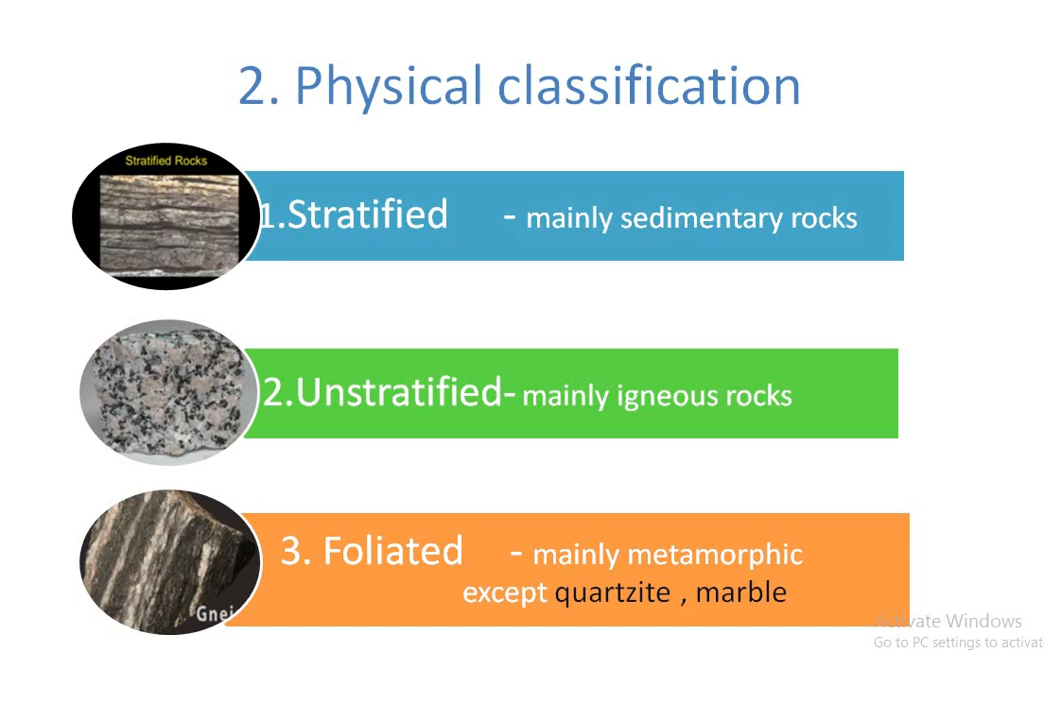 2. Physical classification
Stratified Rocks
1.Stratified - mainly sedimentary rocks
2.Unstratified- mainly igneous rocks
3. Foliated - mainly metamorphic
except quartzite , marble
Gnei
Activate Windows
Go to PC settings to activat